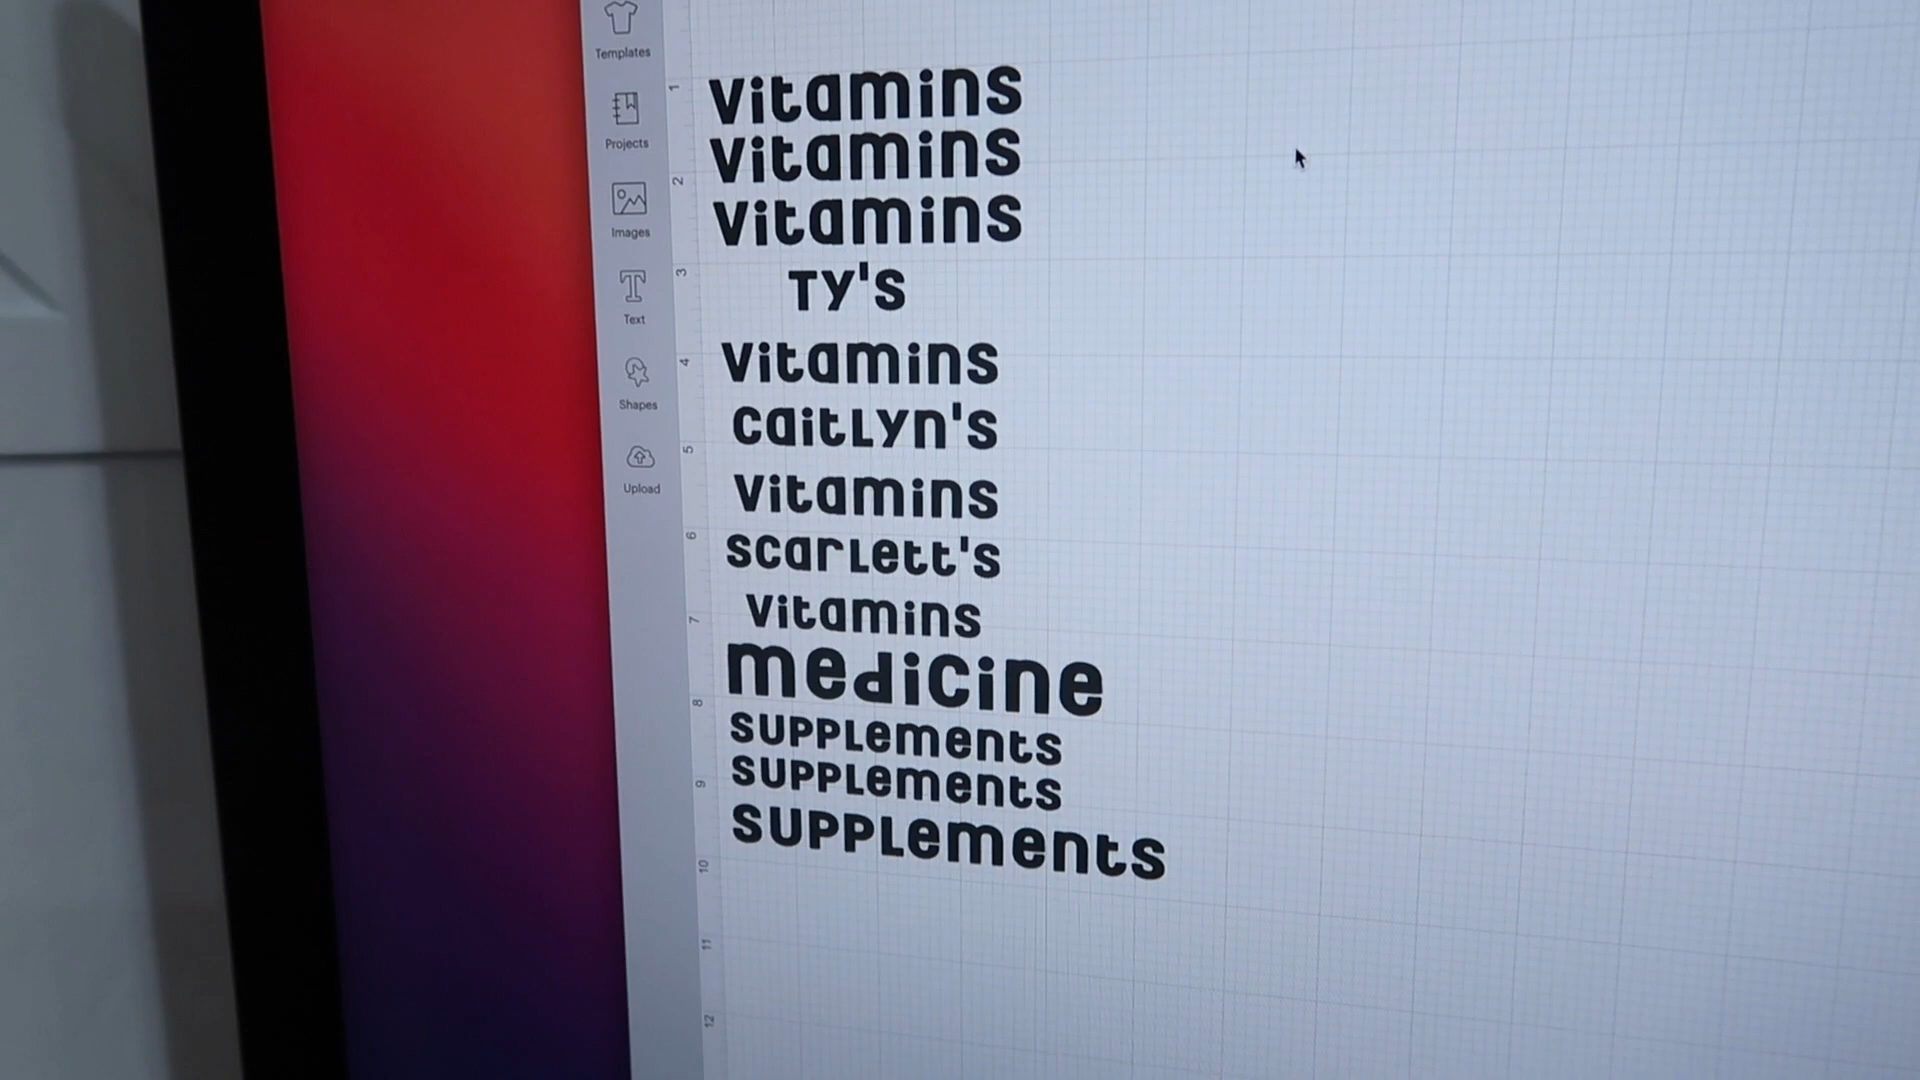 Templates
Projects
Images
Text
Shapes
Upload
1
2
3
4
5
6
7
8
9
10
11
12
Vitamins
Vitamins
Vitamins
TY'S
Vitamins
CaitLyn's
Vitamins
scarLett's
Vitamins
medicine
SUPPLements
SUPPLements
SUPPLements